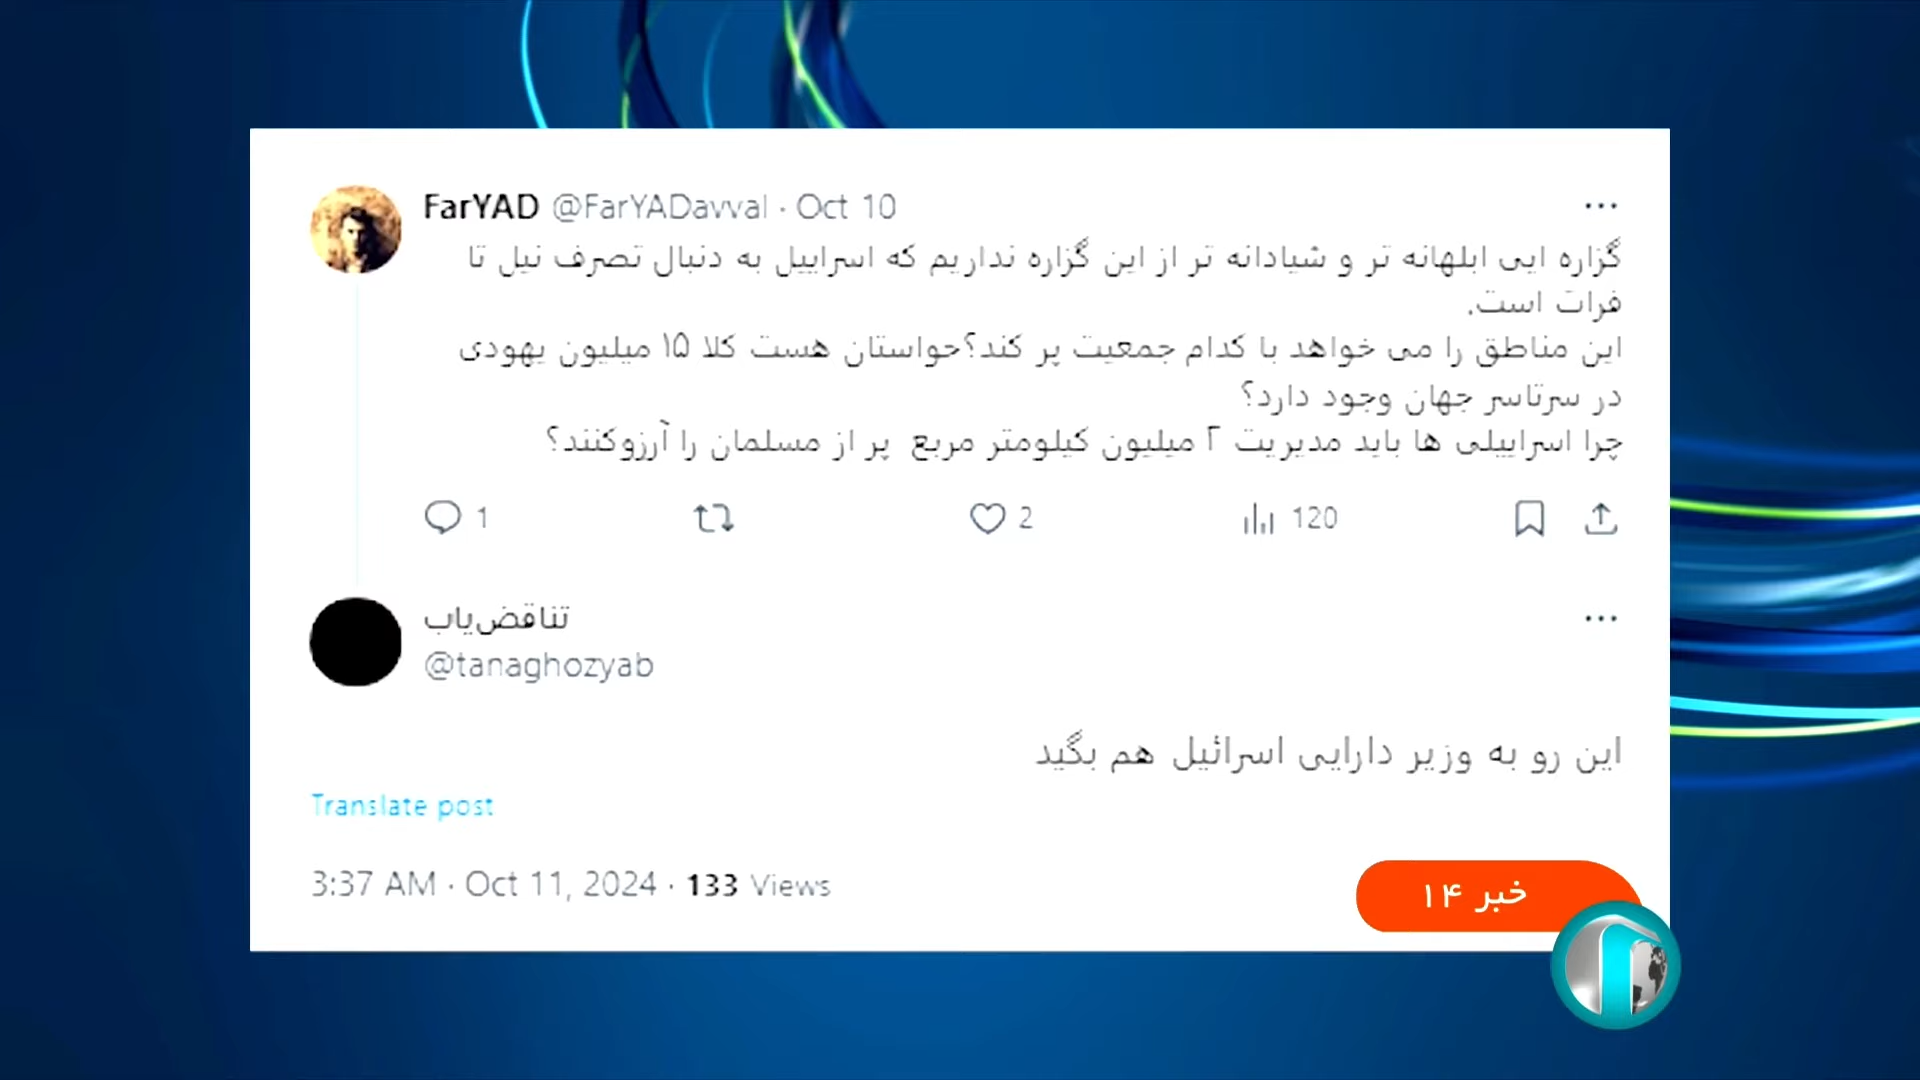 FarYAD @FarYADavval · Oct 10
گزاره ایی ابلهانه تر و شیادانه تر از این گزاره نداریم که اسراییل به دنبال تصرف نیل تا
فرات است.
این مناطق را می خواهد با کدام جمعیت پر کند؟حواستان هست کلا ۱۵ میلیون یهودی
در سرتاسر جهان وجود دارد؟
چرا اسراییلی ها باید مدیریت ۲ میلیون کیلومتر مربع پر از مسلمان را آرزوکنند؟
1 2 120
تناقض‌یاب
@tanaghozyab
این رو به وزیر دارایی اسرائیل هم بگید
Translate post
3:37 AM · Oct 11, 2024 · 133 Views
خبر ۱۴